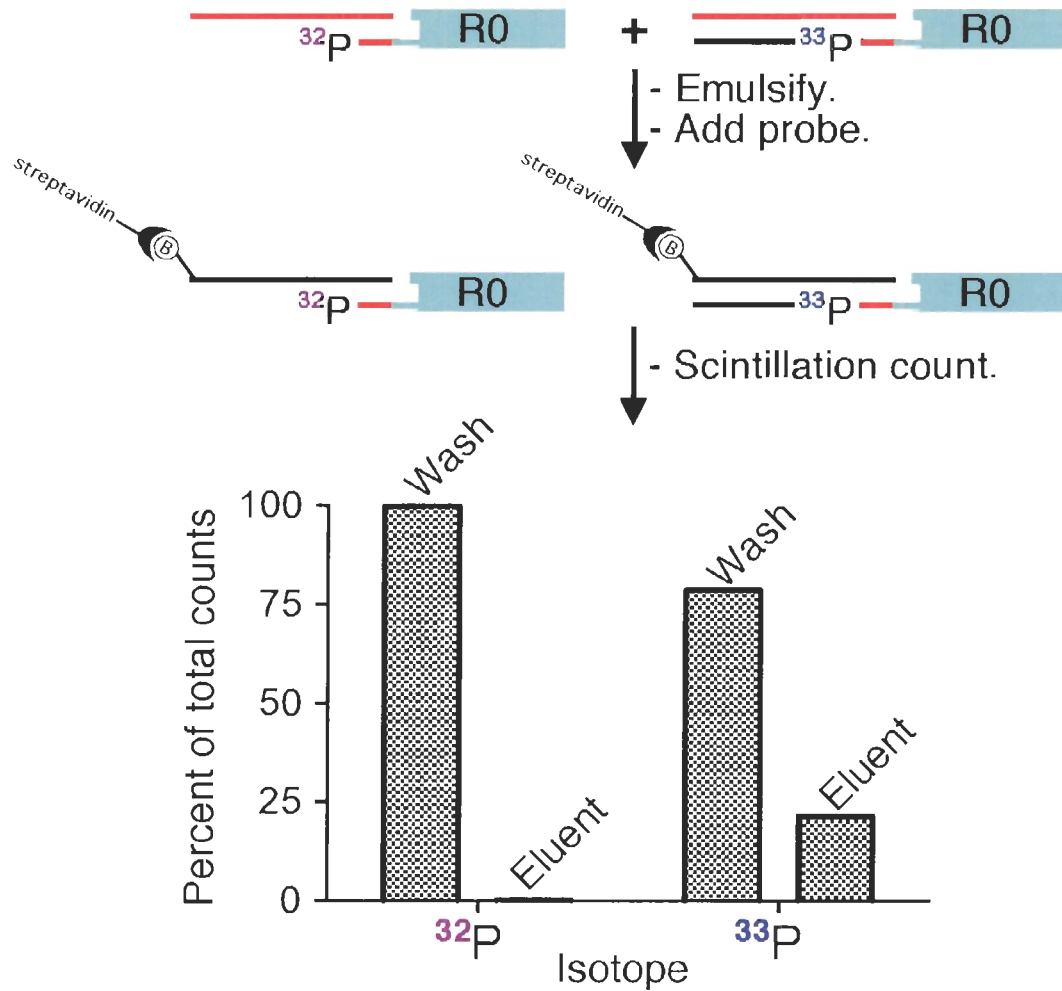 ³²P R0 + ³³P R0
- Emulsify.
- Add probe.
streptavidin streptavidin
B B
³²P R0 ³³P R0
- Scintillation count.
Percent of total counts
100
75
50
25
0
Wash
Eluent
Wash
Eluent
³²P ³³P
Isotope